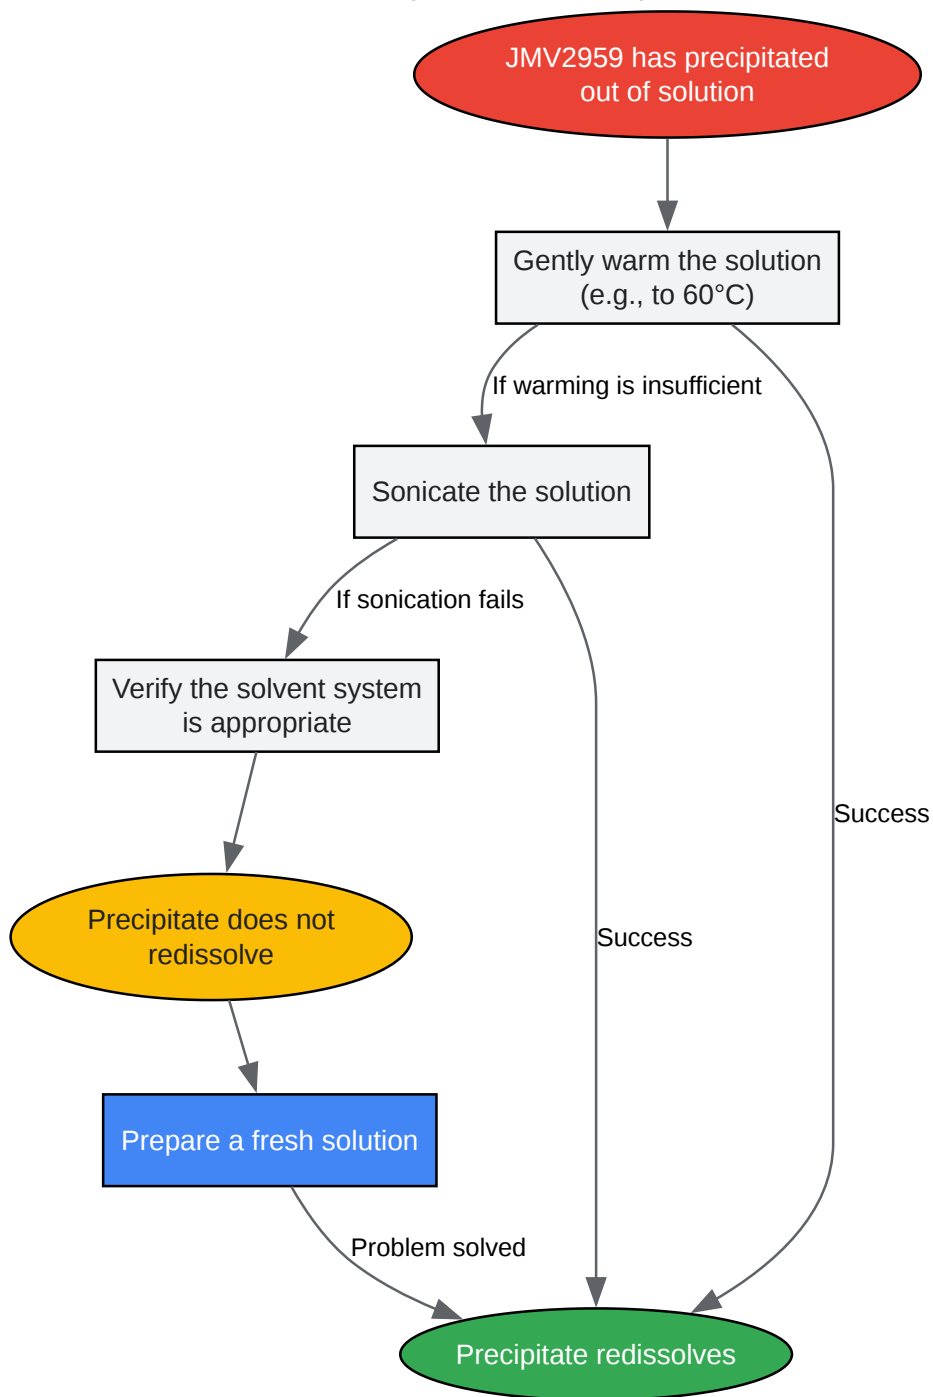 JMV2959 has precipitated
out of solution
Gently warm the solution
(e.g., to 60°C)
If warming is insufficient
Sonicate the solution
If sonication fails
Verify the solvent system
is appropriate
Success
Precipitate does not
redissolve
Success
Prepare a fresh solution
Problem solved
Precipitate redissolves